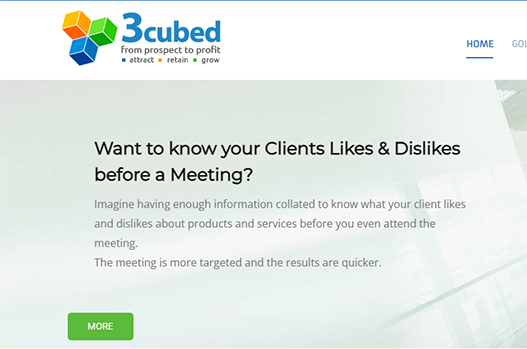 3cubed
from prospect to profit
attract retain grow
HOME
GOL
Want to know your Clients Likes & Dislikes
before a Meeting?
Imagine having enough information collated to know what your client likes
and dislikes about products and services before you even attend the
meeting.
The meeting is more targeted and the results are quicker.
MORE